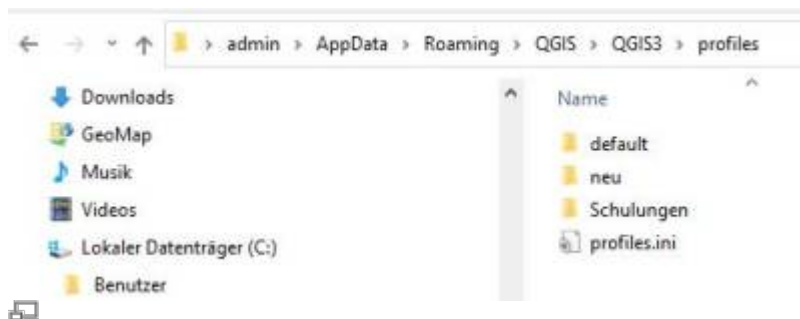 admin > AppData > Roaming > QGIS > QGIS3 > profiles
Downloads
GeoMap
Musik
Videos
Lokaler Datenträger (C:)
Benutzer
Name
default
neu
Schulungen
profiles.ini